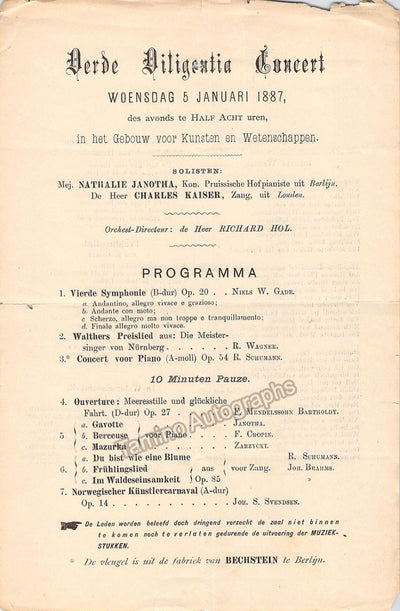 Derde Diligentia Concert
WOENSDAG 5 JANUARI 1887,
des avonds te HALF ACHT uren,
in het Gebouw voor Kunsten en Wetenschappen.
SOLISTEN:
Mej. NATHALIE JANOTHA, Kon. Pruissische Hofpianiste uit Berlijn.
De Heer CHARLES KAISER, Zang, uit Londen.
Orchest-Directeur: de Heer RICHARD HOL.
PROGRAMMA
1. Vierde Symphonie (B-dur) Op. 20 . . NIELS W. GADE.
a. Andantino, allegro vivace e grazioso;
b. Andante con moto;
c. Scherzo, allegro ma non troppo e tranquillamento;
d. Finale allegro molto vivace.
2. Walthers Preislied aus: Die Meister-
singer von Nürnberg . . . . . . R. WAGNER.
3.* Concert voor Piano (A-moll) Op. 54 R. SCHUMANN.
10 Minuten Pauze.
4. Ouverture: Meeresstille und glückliche
Fahrt. (D-dur) Op. 27 . . . . . F. MENDELSSOHN BARTHOLDY.
a. Gavotte JANOTHA.
5 b. Berceuse voor Piano . F. CHOPIN.
c. Mazurka ZARZYCKI.
a. Du bist wie eine Blume R. SCHUMANN.
6. b. Frühlingslied aus voor Zang. JOH. BRAHMS.
c. Im Waldeseinsamkeit Op. 85
7. Norwegischer Künstlercarnaval (A-dur)
Op. 14 . . . . . . . . . JOH. S. SVENDSEN.
De Leden worden beleefd doch dringend verzocht de zaal niet binnen
te komen noch te verlaten gedurende de uitvoering der MUZIEK-
STUKKEN.
* De vleugel is uit de fabriek van BECHSTEIN te Berlijn.
Tamino Autographs